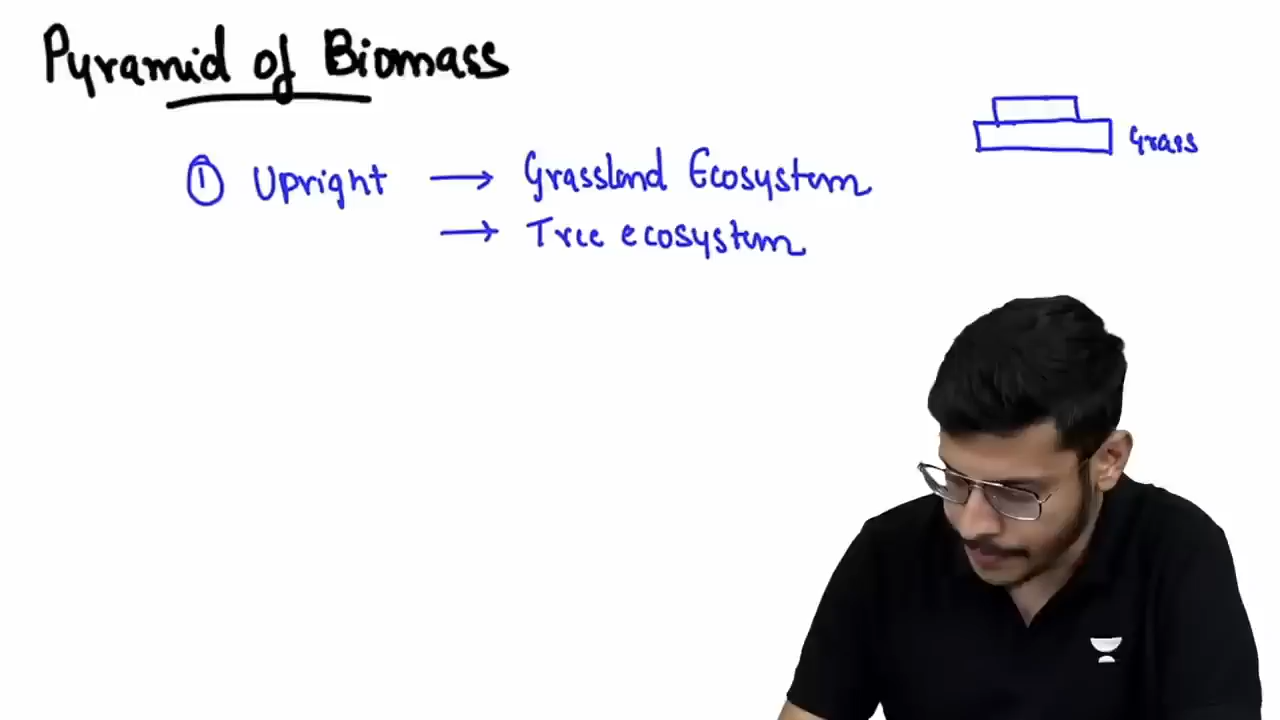 Pyramid of Biomass
① Upright → Grassland Ecosystem
→ Tree ecosystem
Grass